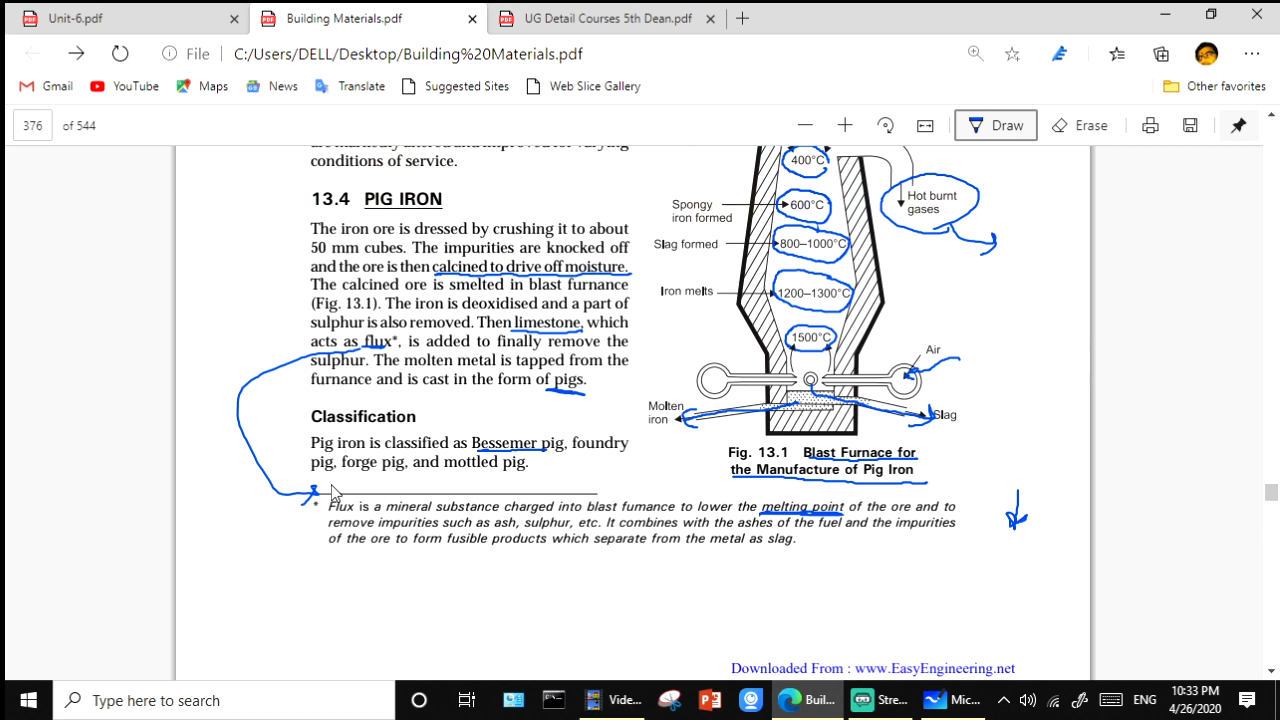 Unit-6.pdf
Building Materials.pdf
UG Detail Courses 5th Dean.pdf
File
C:/Users/DELL/Desktop/Building%20Materials.pdf
Gmail
YouTube
Maps
News
Translate
Suggested Sites
Web Slice Gallery
Other favorites
376 of 544
Draw
Erase
conditions of service.
13.4 PIG IRON
The iron ore is dressed by crushing it to about
50 mm cubes. The impurities are knocked off
and the ore is then calcined to drive off moisture.
The calcined ore is smelted in blast furnance
(Fig. 13.1). The iron is deoxidised and a part of
sulphur is also removed. Then limestone, which
acts as flux*, is added to finally remove the
sulphur. The molten metal is tapped from the
furnance and is cast in the form of pigs.
Classification
Pig iron is classified as Bessemer pig, foundry
pig, forge pig, and mottled pig.
400°C
Hot burnt
gases
Spongy
iron formed
600°C
Slag formed
800–1000°C
Iron melts
1200–1300°C
1500°C
Air
Molten
iron
Slag
Fig. 13.1 Blast Furnace for
the Manufacture of Pig Iron
* Flux is a mineral substance charged into blast fumance to lower the melting point of the ore and to
remove impurities such as ash, sulphur, etc. It combines with the ashes of the fuel and the impurities
of the ore to form fusible products which separate from the metal as slag.
Downloaded From : www.EasyEngineering.net
Type here to search
Vide...
Buil...
Stre...
Mic...
ENG
10:33 PM
4/26/2020